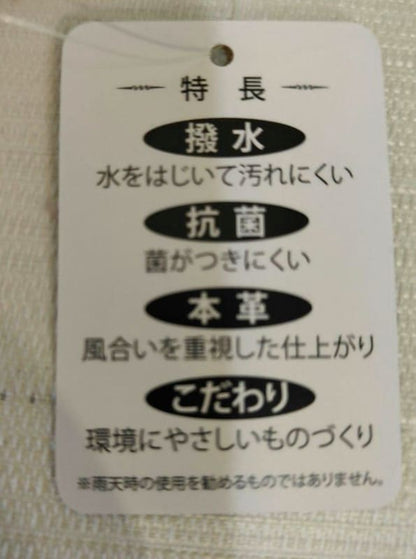 特長
撥水
水をはじいて汚れにくい
抗菌
菌がつきにくい
本革
風合いを重視した仕上がり
こだわり
環境にやさしいものづくり
※雨天時の使用を勧めるものではありません。